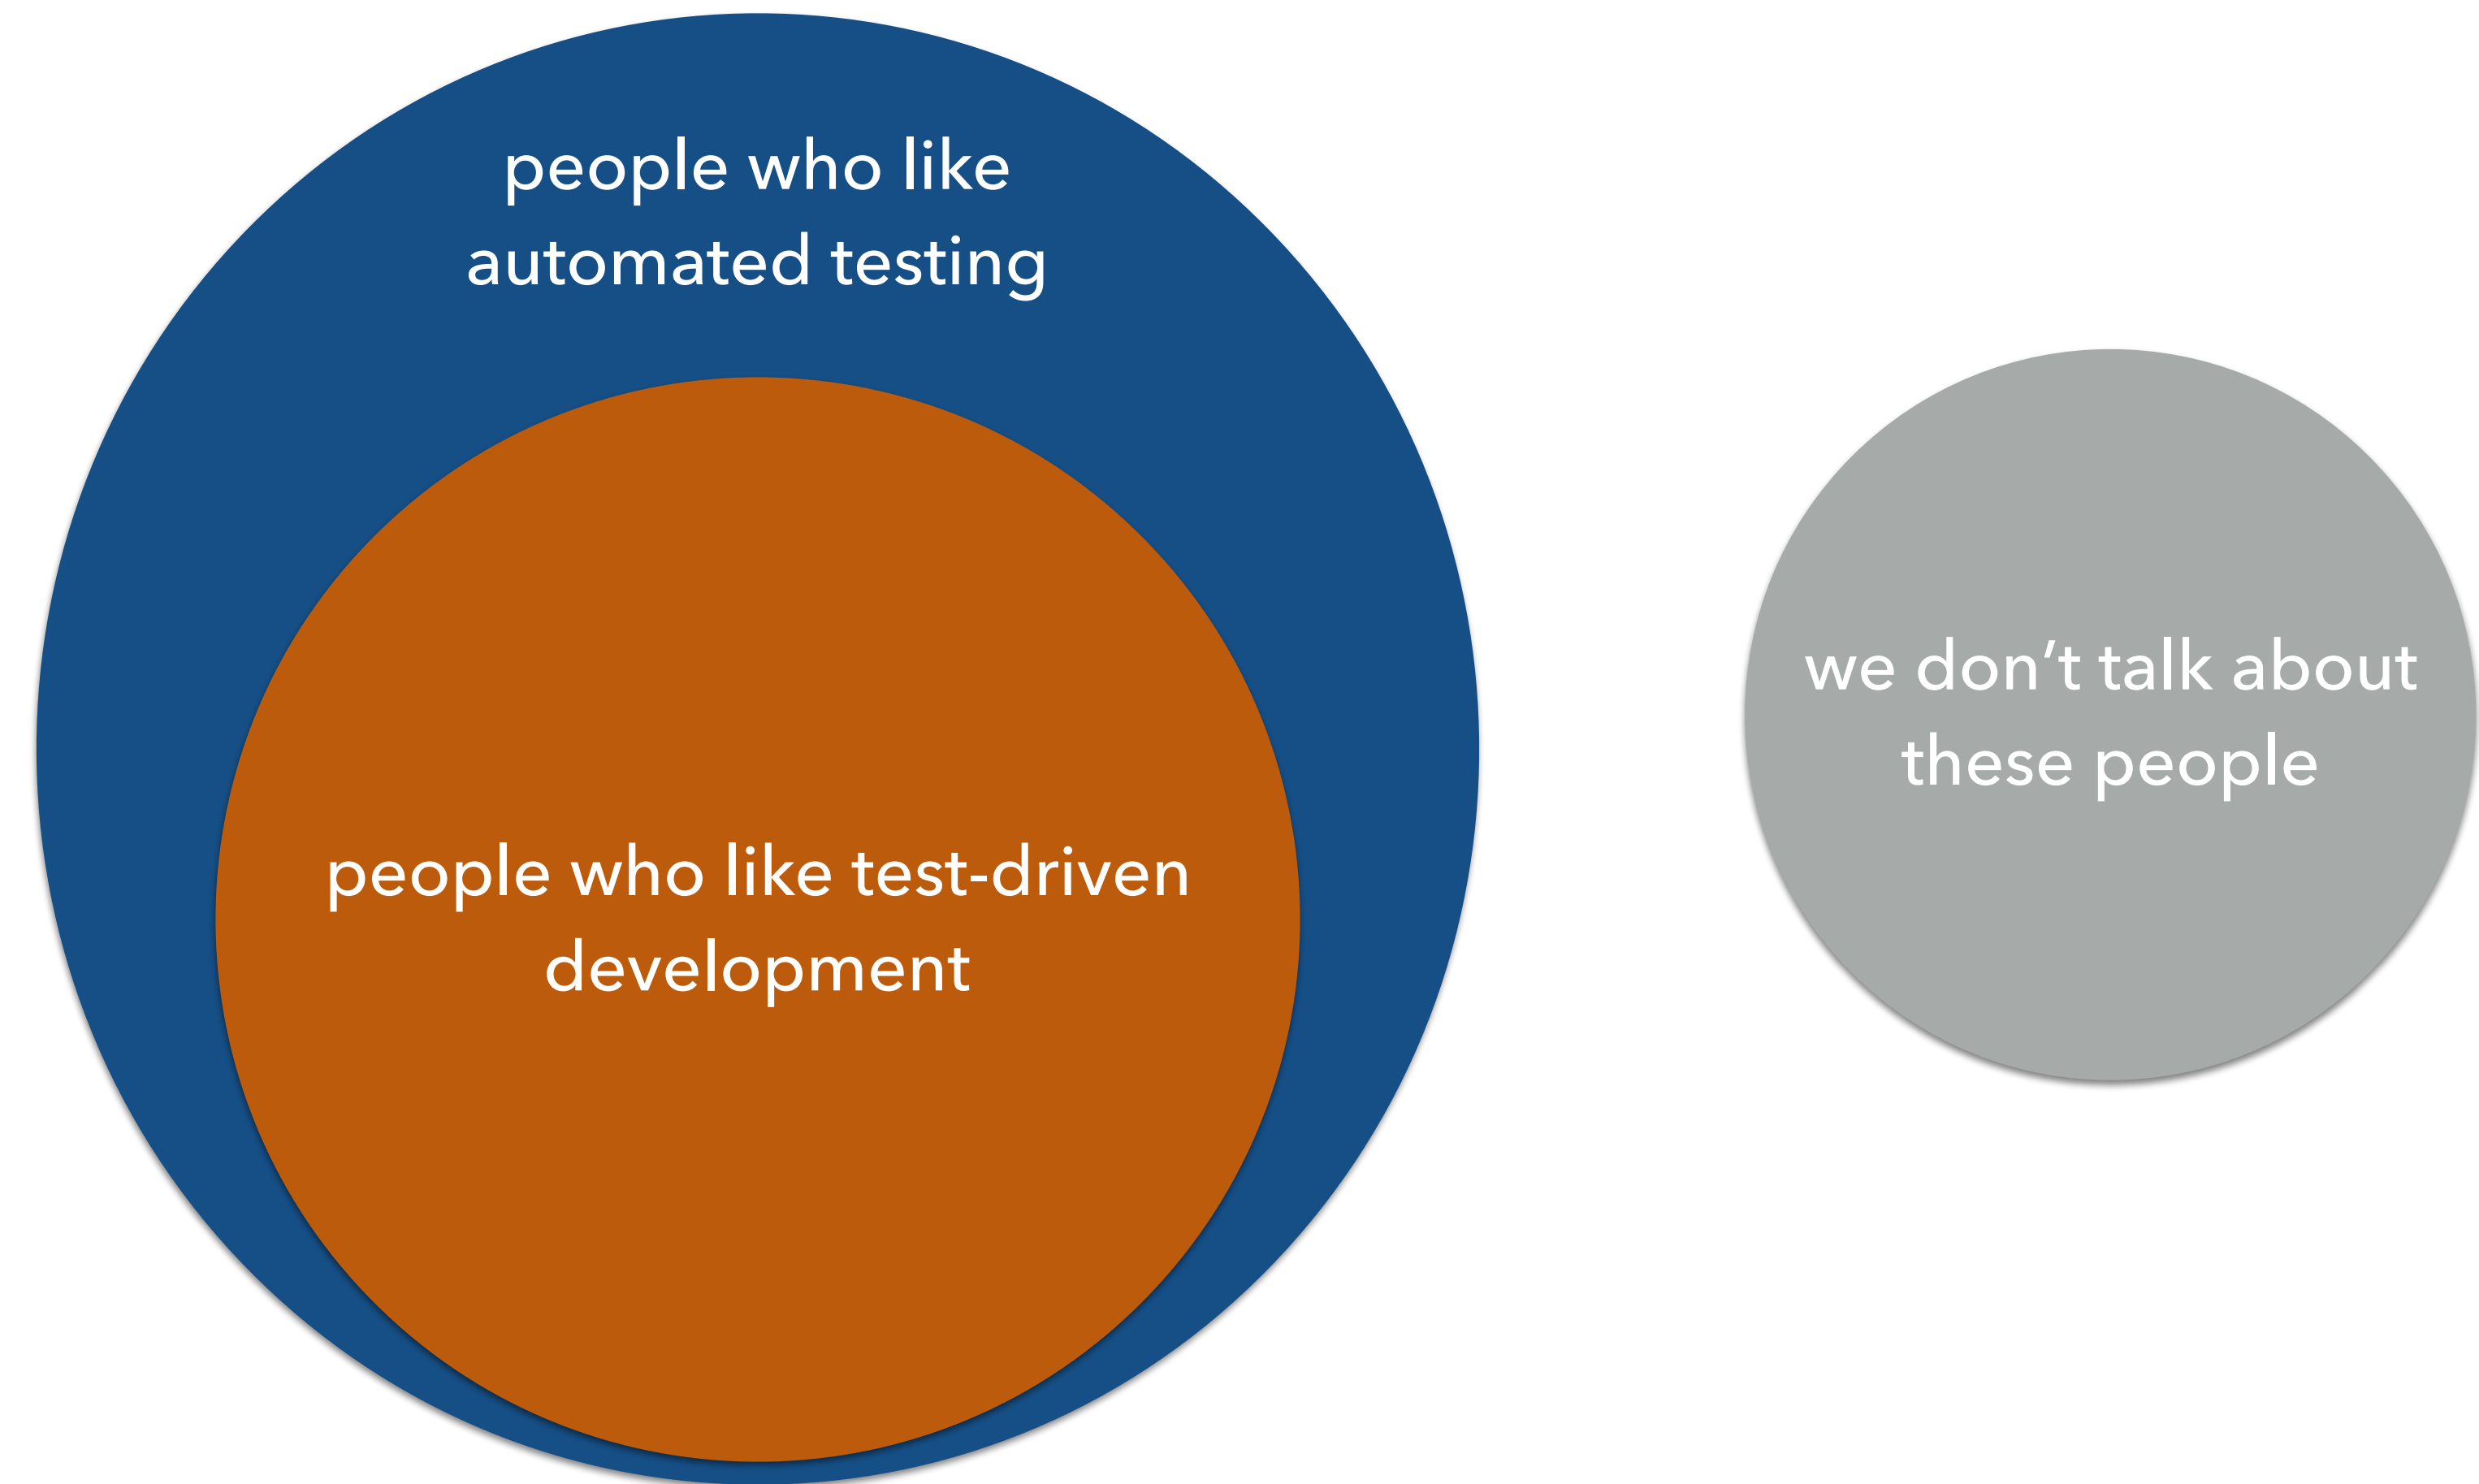 people who like
automated testing
people who like test-driven
development
we don‘t talk about
these people